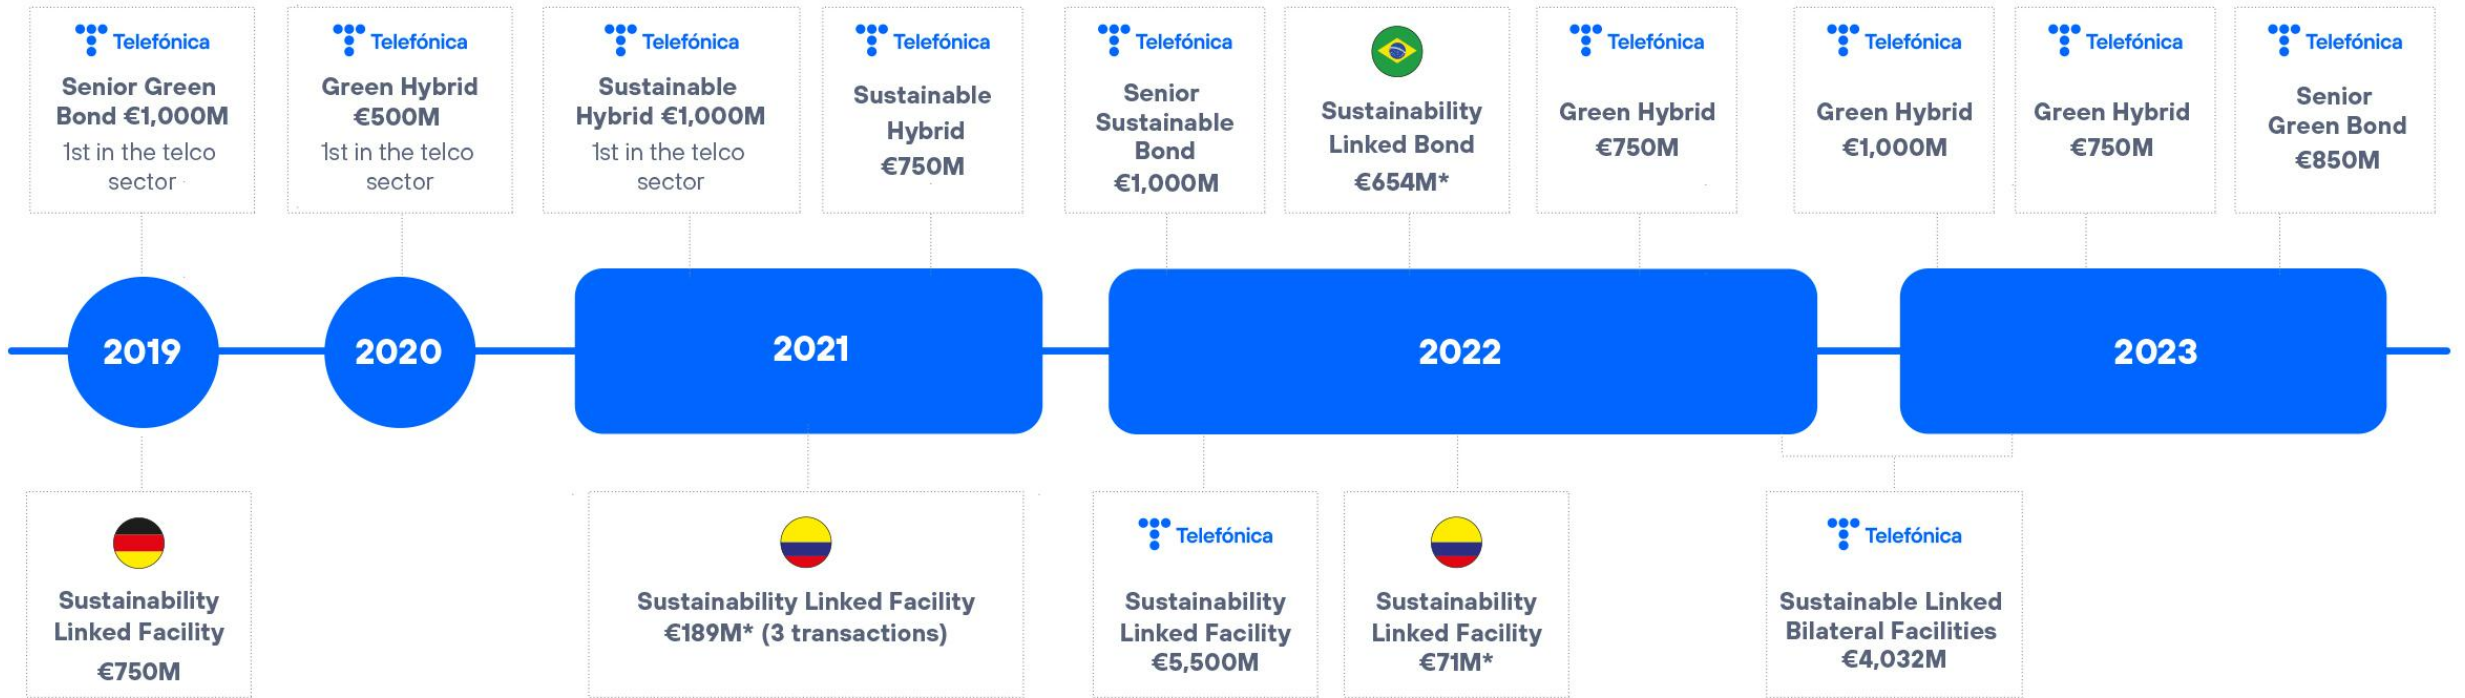 Telefónica
Senior Green
Bond €1,000M
1st in the telco
sector
Telefónica
Green Hybrid
€500M
1st in the telco
sector
Telefónica
Sustainable
Hybrid €1,000M
1st in the telco
sector
Telefónica
Sustainable
Hybrid
€750M
Telefónica
Senior
Sustainable
Bond
€1,000M
Sustainability
Linked Bond
€654M*
Telefónica
Green Hybrid
€750M
Telefónica
Green Hybrid
€1,000M
Telefónica
Green Hybrid
€750M
Telefónica
Senior
Green Bond
€850M
2019
2020
2021
2022
2023
Sustainability
Linked Facility
€750M
Sustainability Linked Facility
€189M* (3 transactions)
Telefónica
Sustainability
Linked Facility
€5,500M
Sustainability
Linked Facility
€71M*
Telefónica
Sustainable Linked
Bilateral Facilities
€4,032M